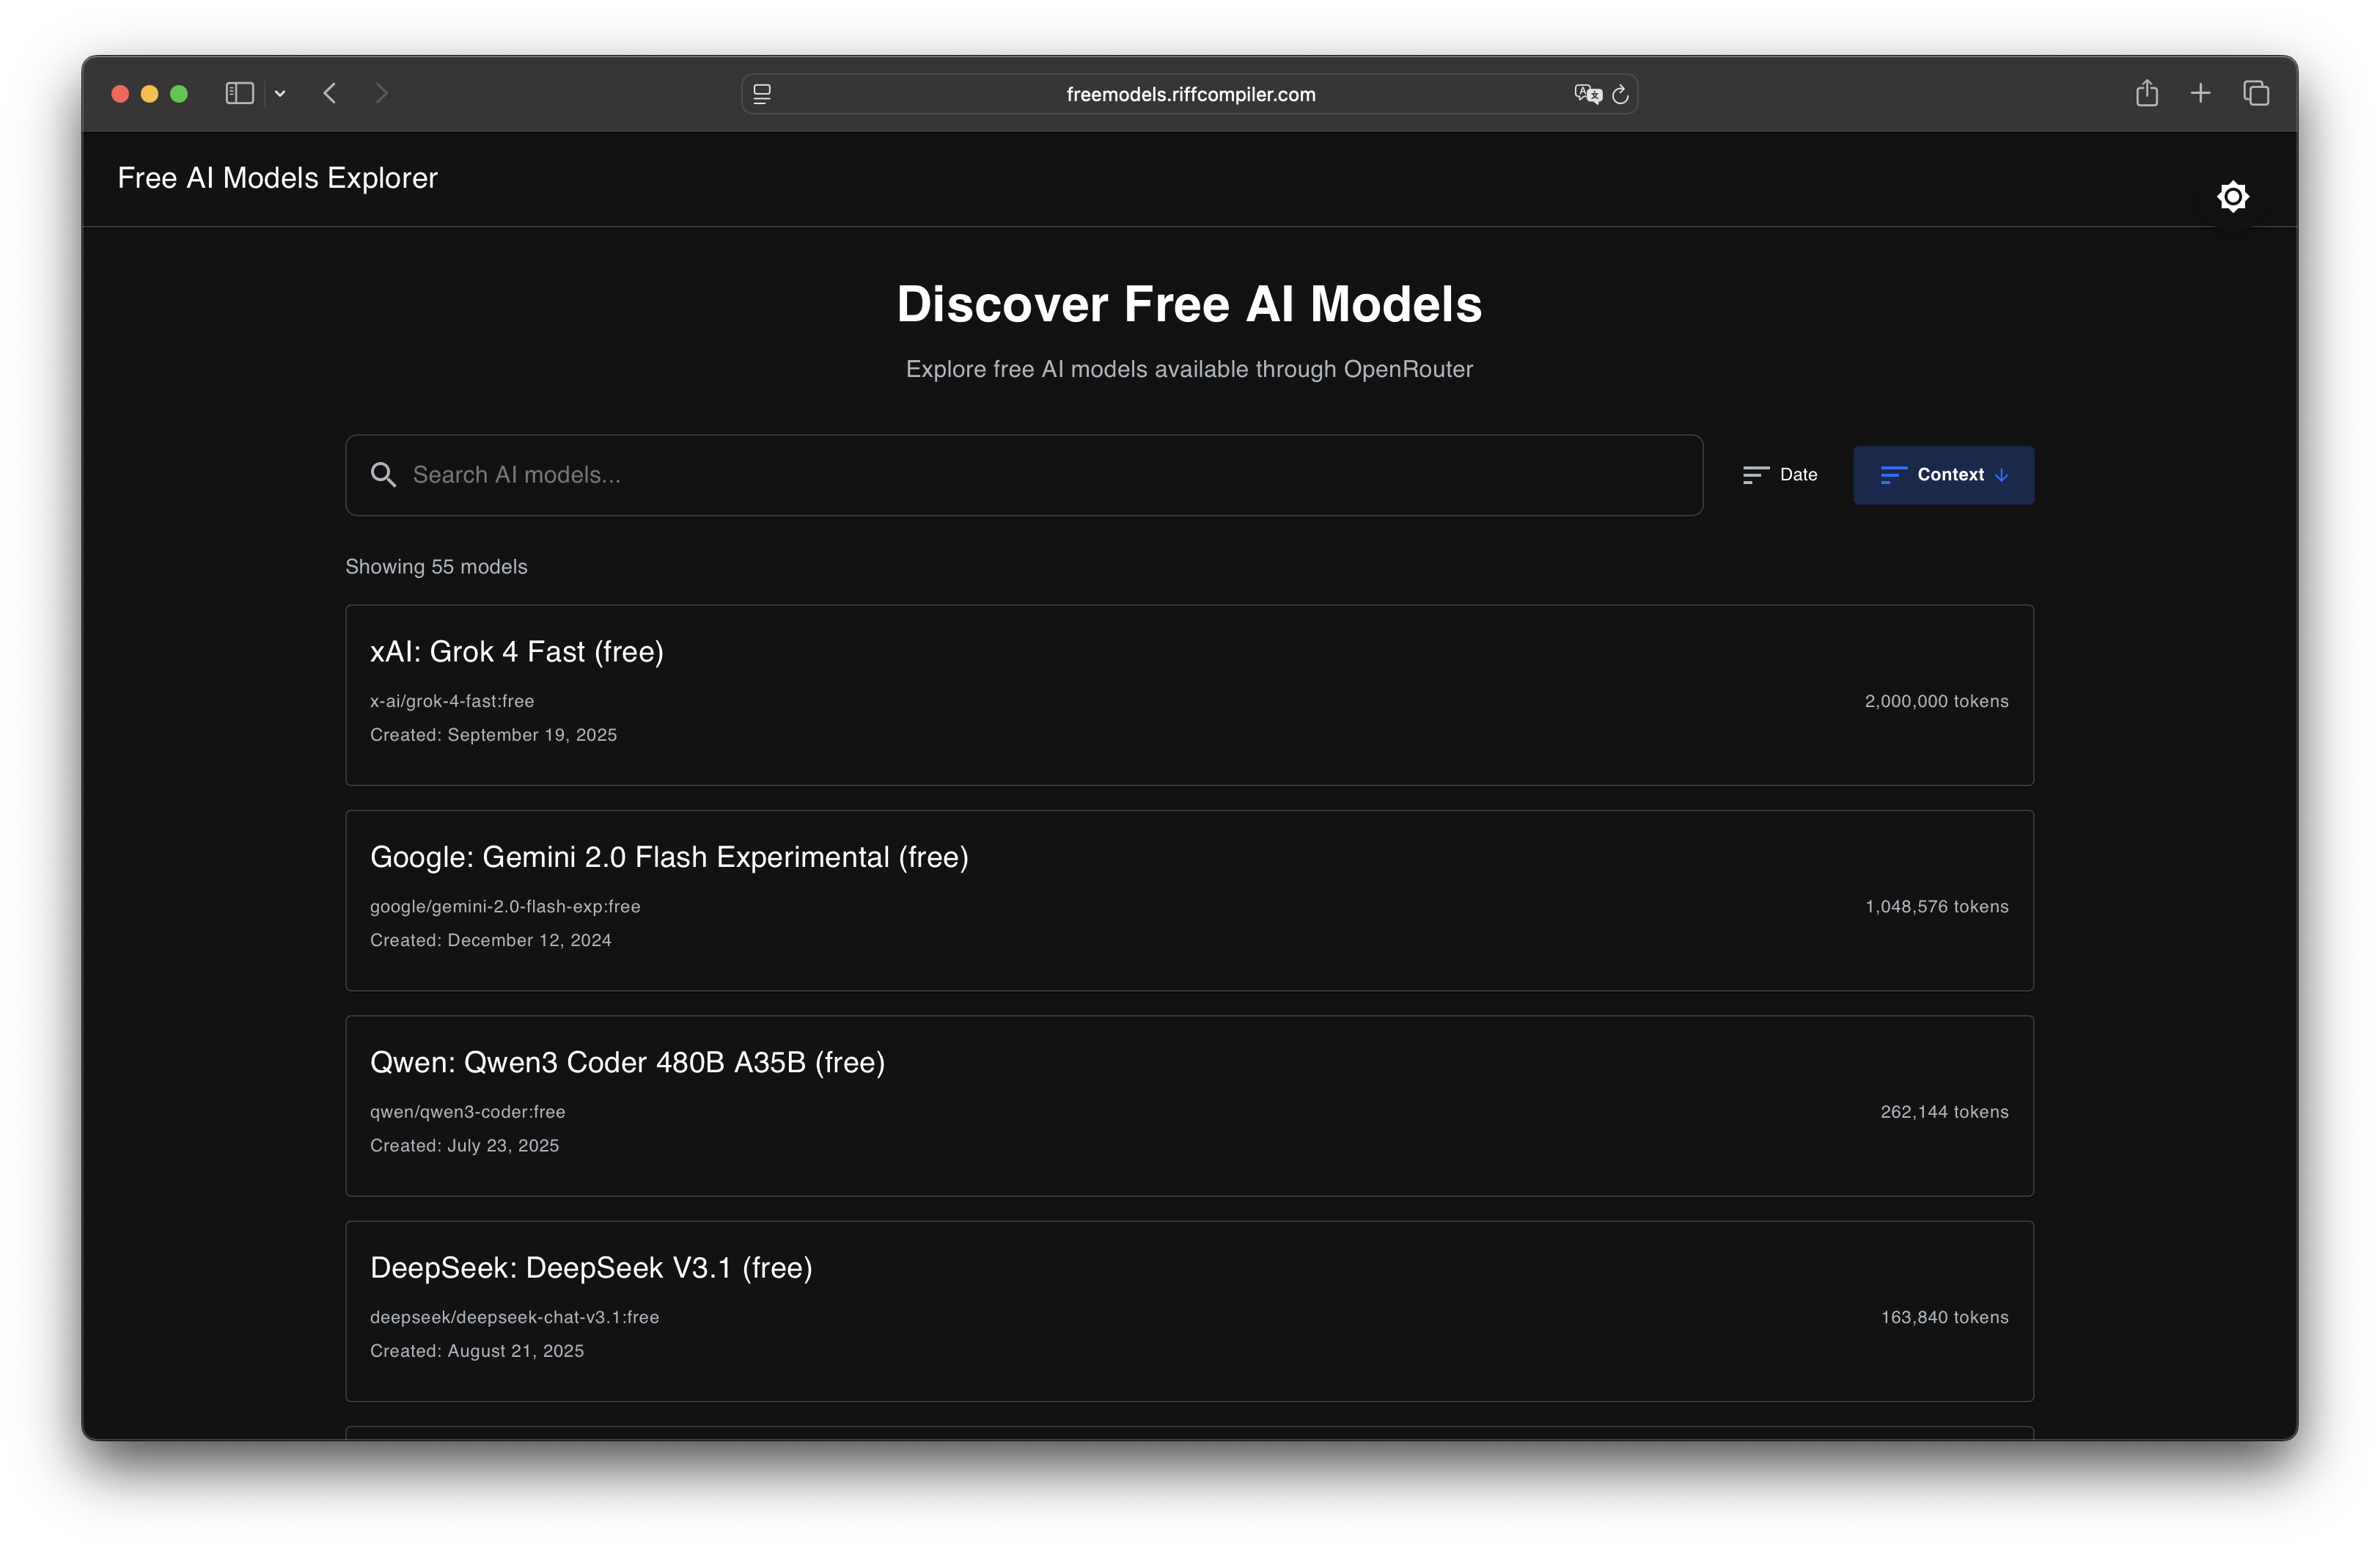 freemodels.riffcompiler.com
Free AI Models Explorer
Discover Free AI Models
Explore free AI models available through OpenRouter
Search AI models...
Date
Context
Showing 55 models
xAI: Grok 4 Fast (free)
x-ai/grok-4-fast:free
2,000,000 tokens
Created: September 19, 2025
Google: Gemini 2.0 Flash Experimental (free)
google/gemini-2.0-flash-exp:free
1,048,576 tokens
Created: December 12, 2024
Qwen: Qwen3 Coder 480B A35B (free)
qwen/qwen3-coder:free
262,144 tokens
Created: July 23, 2025
DeepSeek: DeepSeek V3.1 (free)
deepseek/deepseek-chat-v3.1:free
163,840 tokens
Created: August 21, 2025